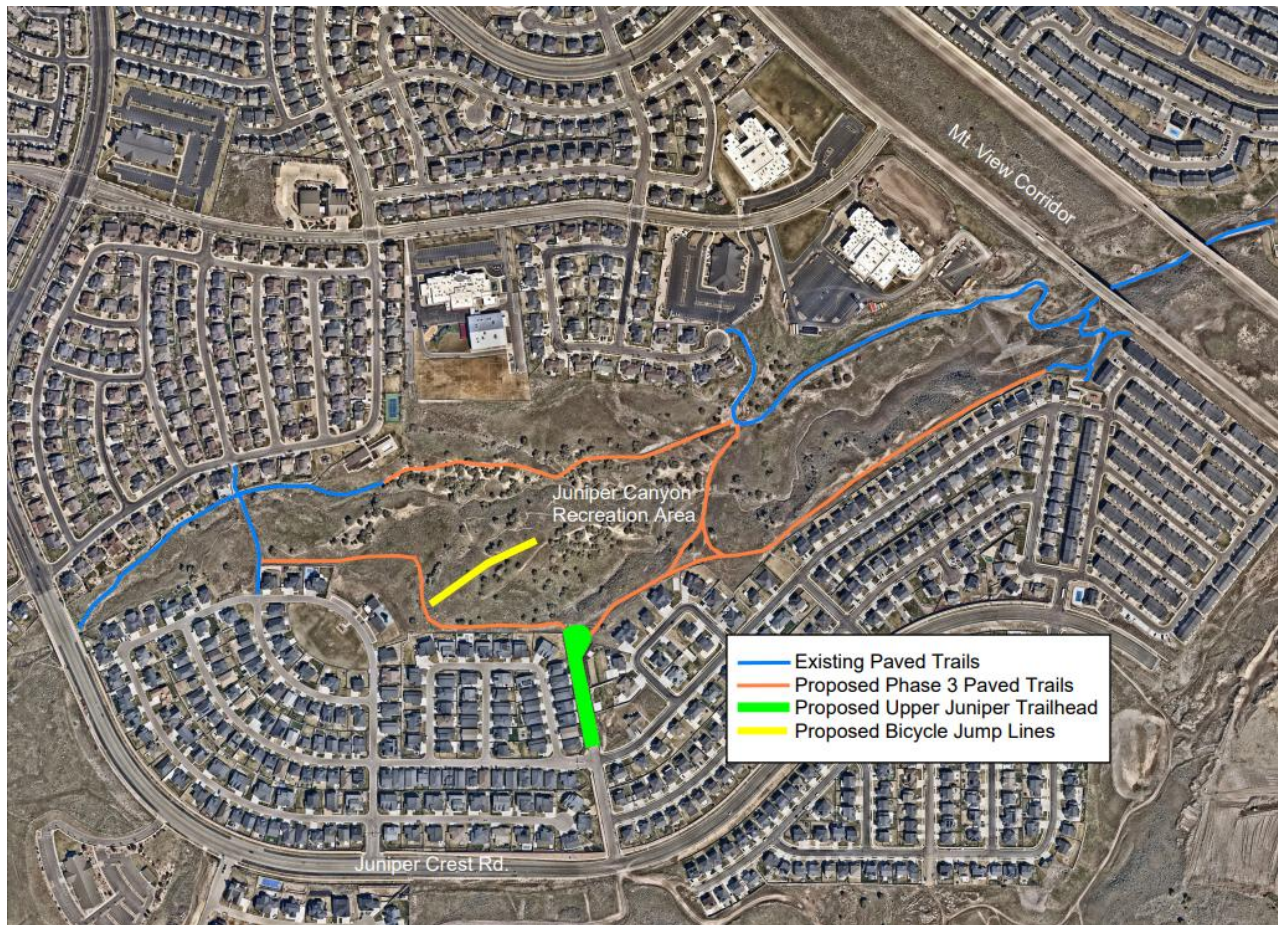 Mt. View Corridor
Juniper Canyon
Recreation Area
Existing Paved Trails
Proposed Phase 3 Paved Trails
Proposed Upper Juniper Trailhead
Proposed Bicycle Jump Lines
Juniper Crest Rd.